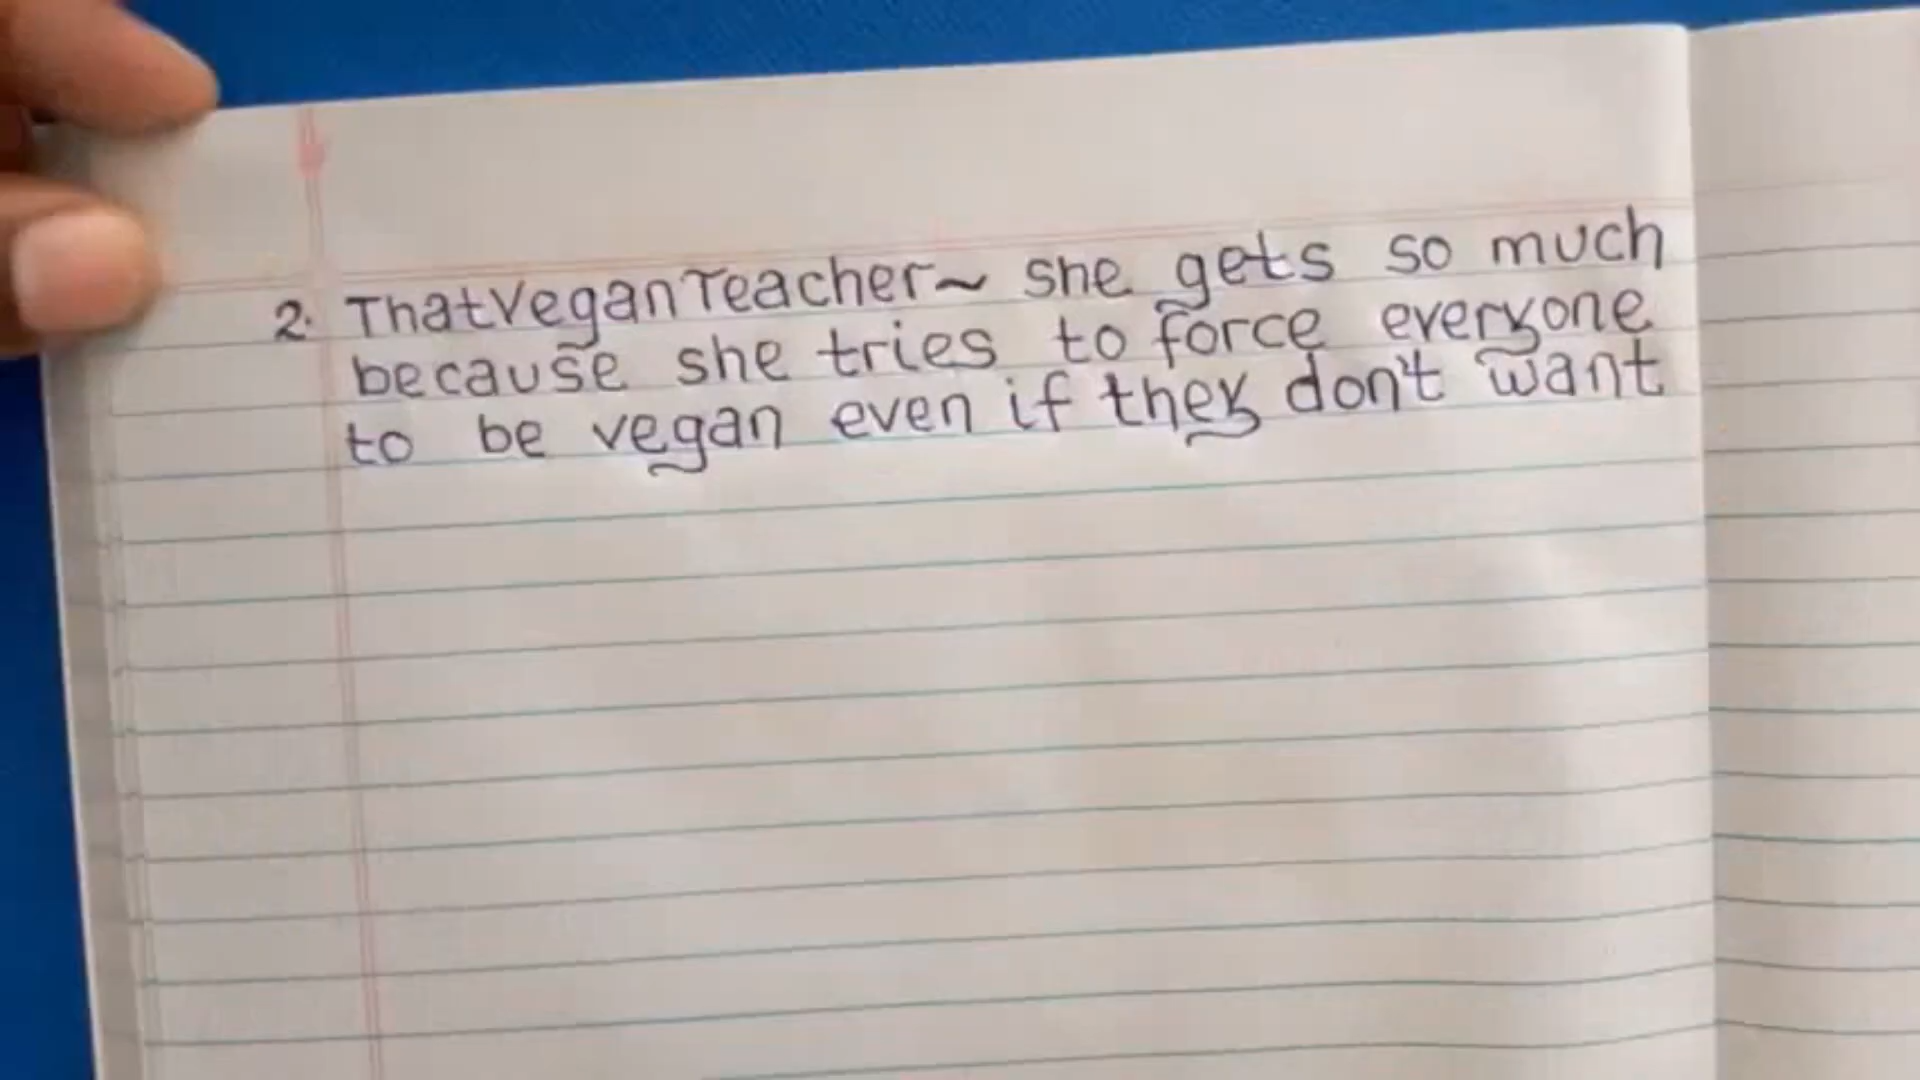 2. ThatVeganTeacher~ she gets so much
because she tries to force everyone
to be vegan even if they don't want